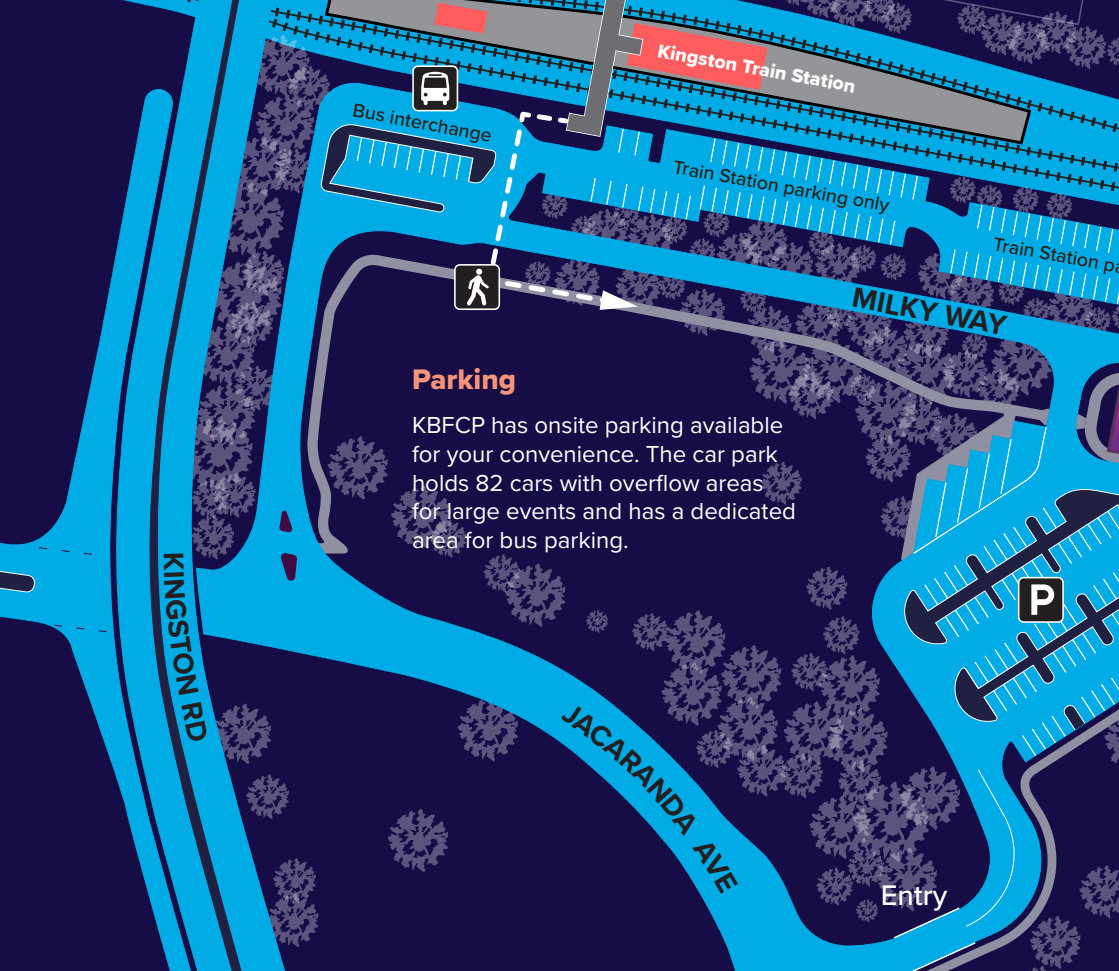 Kingston Train Station
Bus interchange
Train Station parking only
Train Station pa
MILKY WAY
Parking
KBFCP has onsite parking available
for your convenience. The car park
holds 82 cars with overflow areas
for large events and has a dedicated
area for bus parking.
P
KINGSTON RD
JACARANDA AVE
Entry